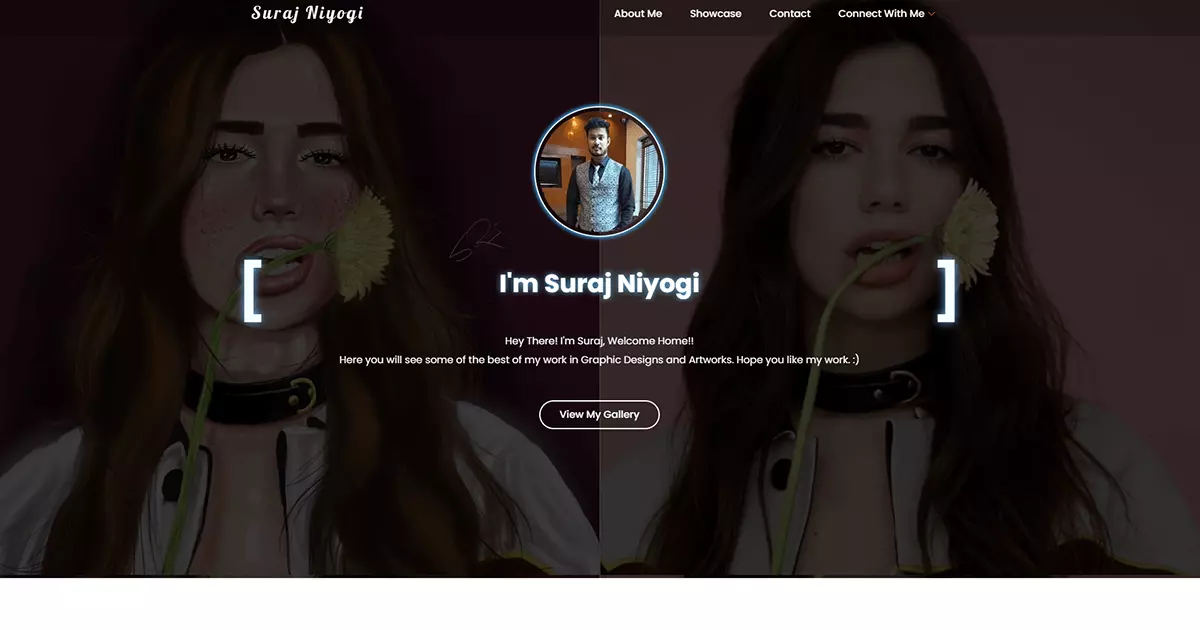 Suraj Niyogi
About Me Showcase Contact Connect With Me
[ I'm Suraj Niyogi ]
Hey There! I'm Suraj, Welcome Home!!
Here you will see some of the best of my work in Graphic Designs and Artworks. Hope you like my work. :)
View My Gallery